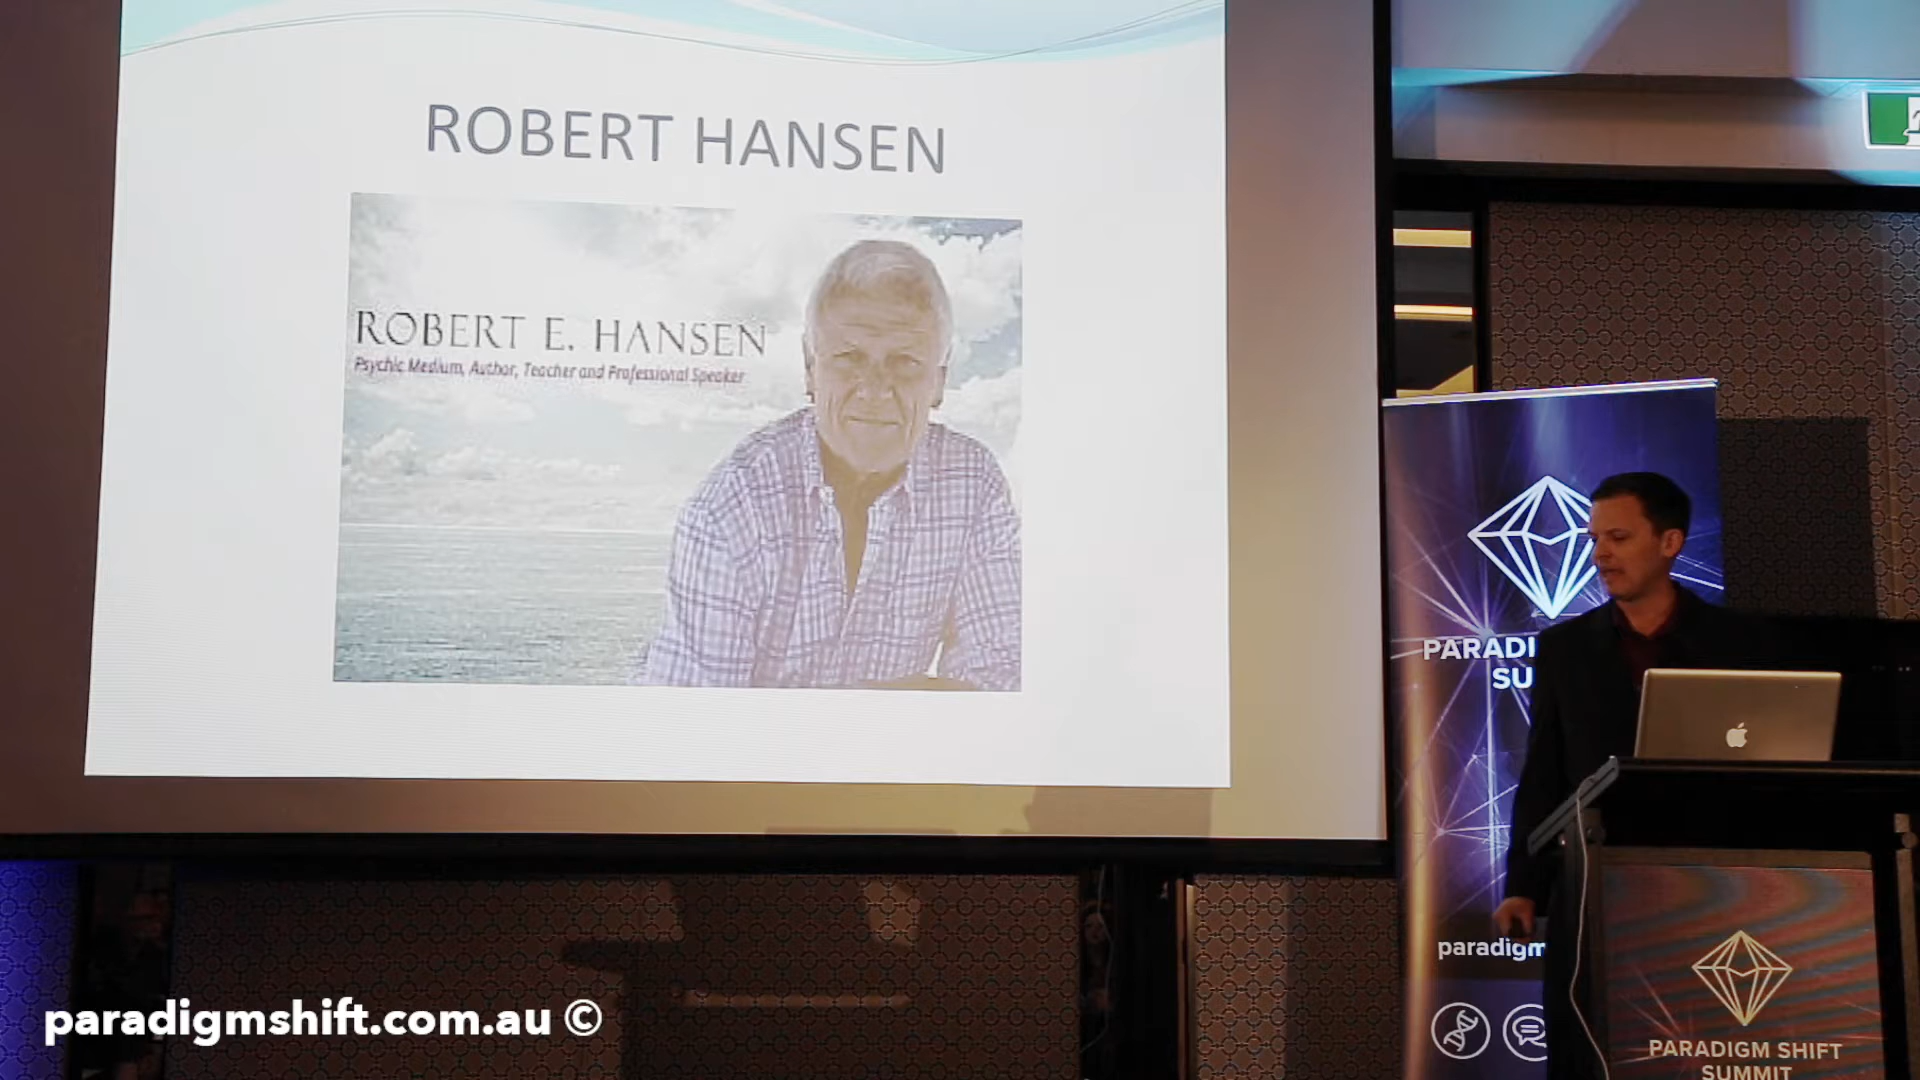 ROBERT HANSEN
ROBERT E. HANSEN
Psychic Medium, Author, Teacher and Professional Speaker
PARADI
SU
paradigm
PARADIGM SHIFT
SUMMIT
paradigmshift.com.au ©